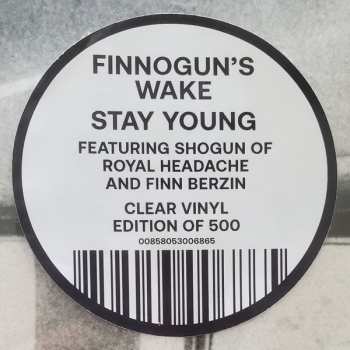 FINNOGUN'S
WAKE
STAY YOUNG
FEATURING SHOGUN OF
ROYAL HEADACHE
AND FINN BERZIN
CLEAR VINYL
EDITION OF 500
00858053006865